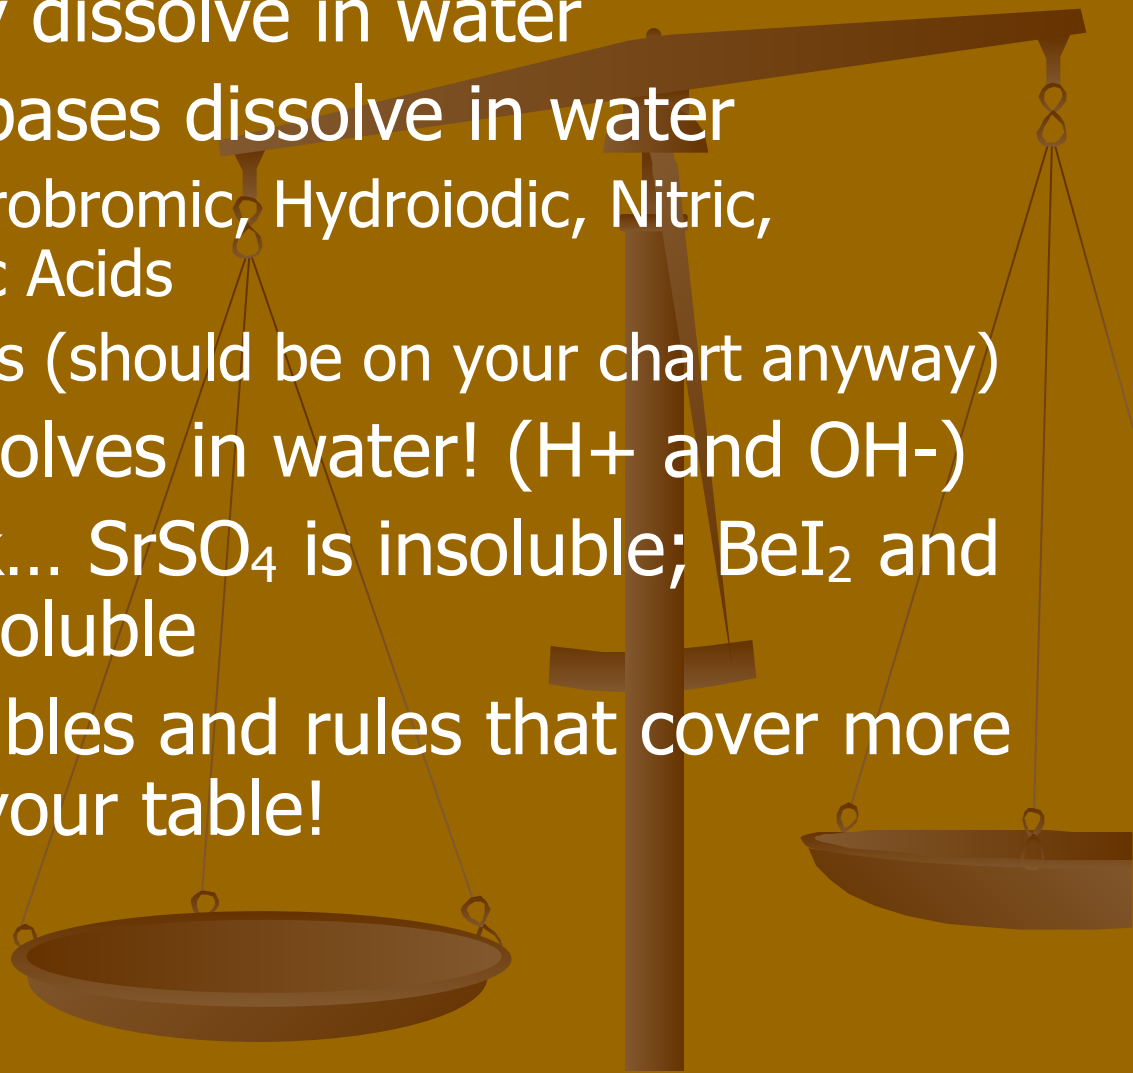 y dissolve in water
bases dissolve in water
robromic, Hydroiodic, Nitric,
c Acids
s (should be on your chart anyway)
olves in water! (H+ and OH-)
k… SrSO₄ is insoluble; BeI₂ and
oluble
bles and rules that cover more
your table!